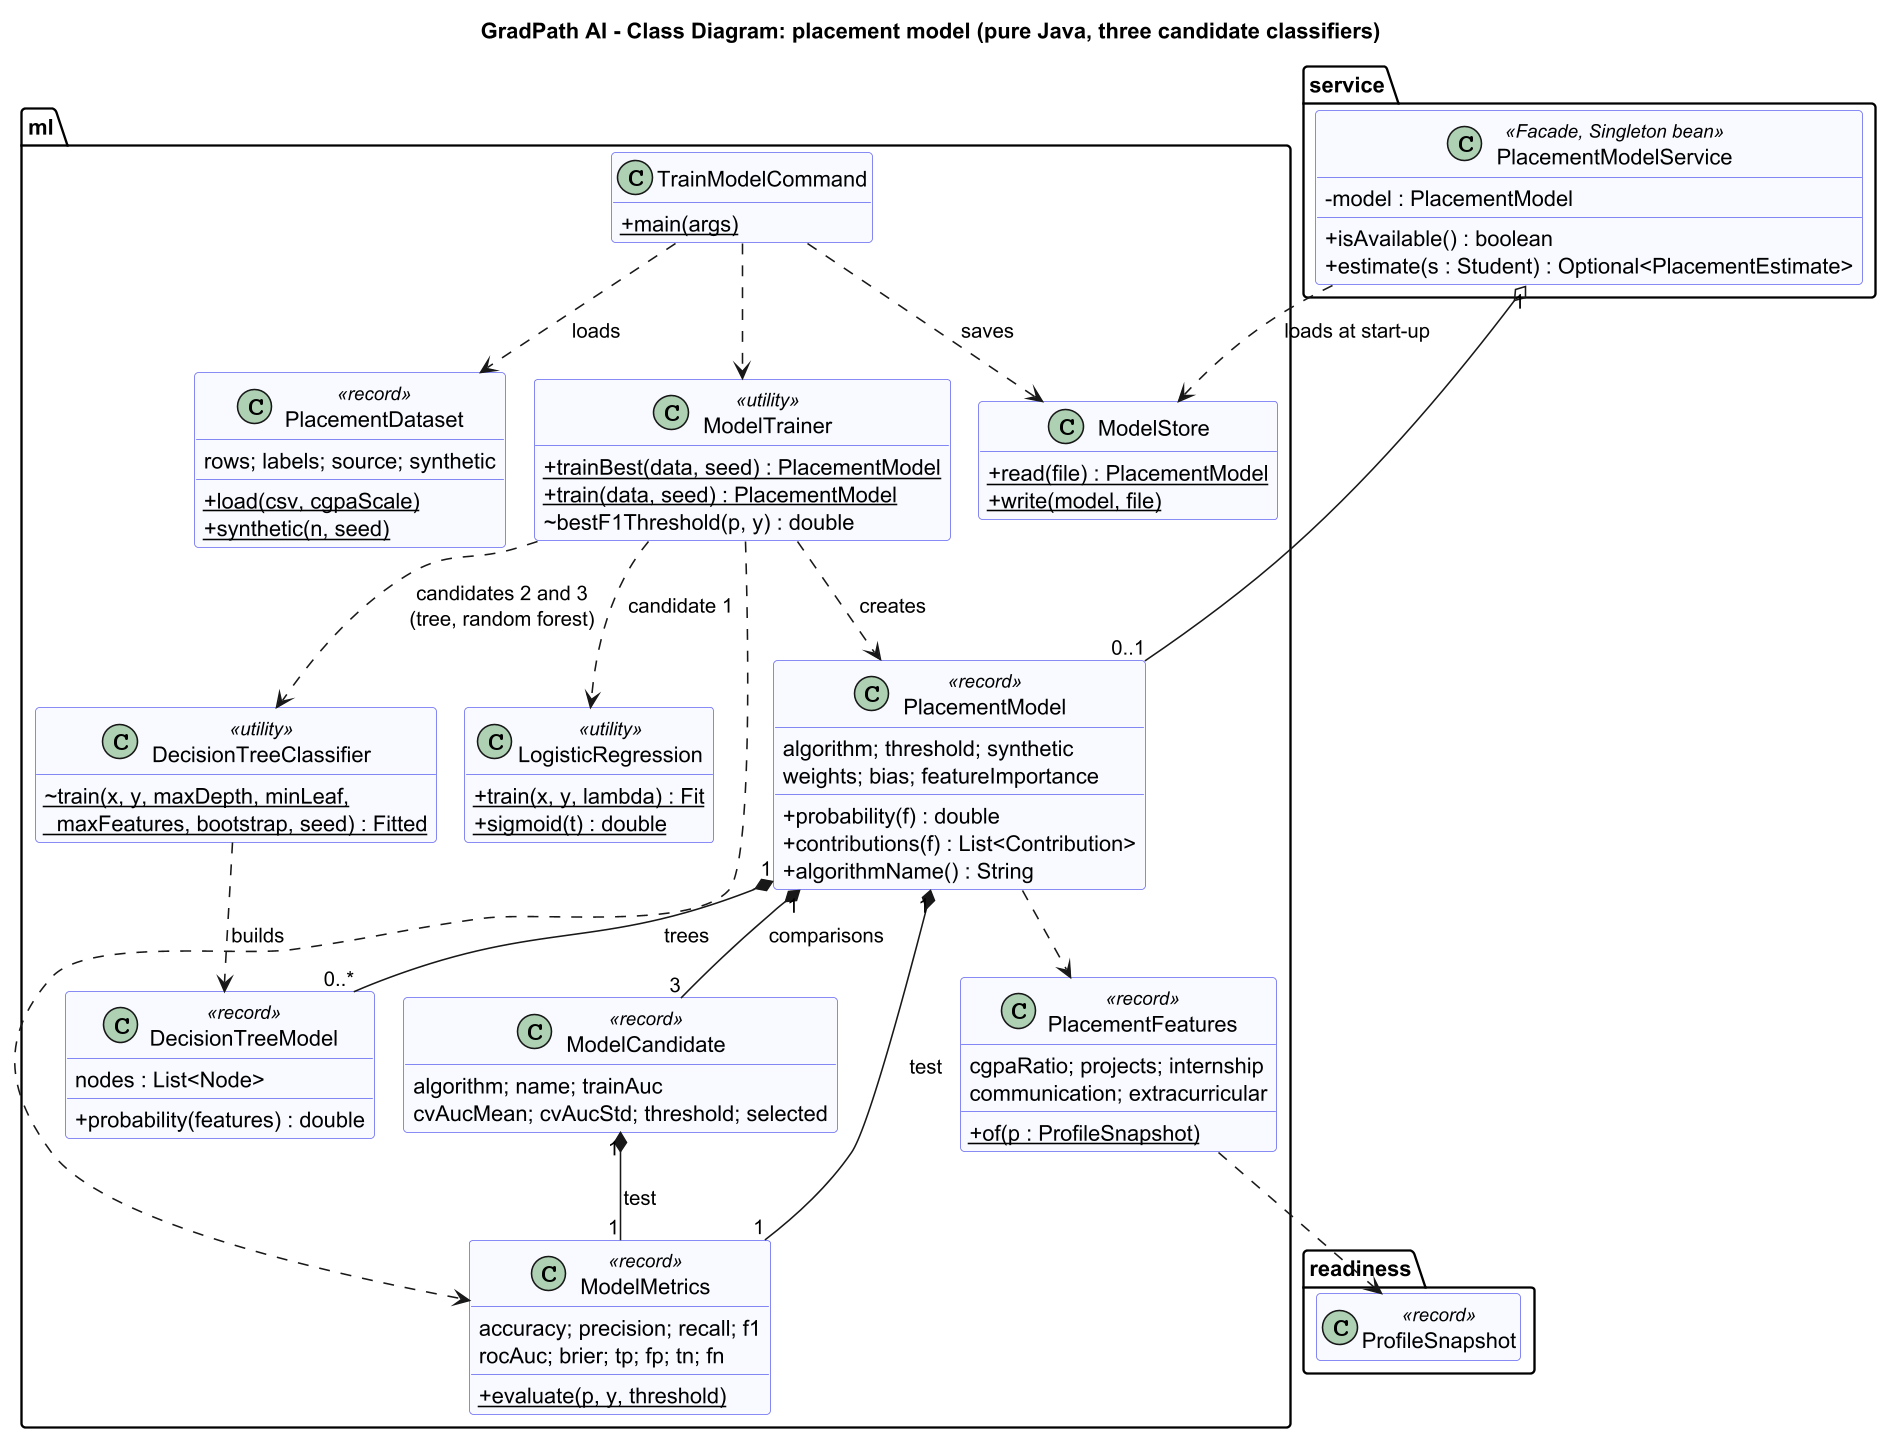 GradPath AI - Class Diagram: placement model (pure Java, three candidate classifiers)
service
«Facade, Singleton bean»
C
PlacementModelService
-model : PlacementModel
+isAvailable() : boolean
+estimate(s : Student) : Optional<PlacementEstimate>
ml
C
TrainModelCommand
+main(args)
1
loads
saves
loads at start-up
«record»
C
PlacementDataset
rows; labels; source; synthetic
+load(csv, cgpaScale)
+synthetic(n, seed)
«utility»
C
ModelTrainer
+trainBest(data, seed) : PlacementModel
+train(data, seed) : PlacementModel
~bestF1Threshold(p, y) : double
C
ModelStore
+read(file) : PlacementModel
+write(model, file)
candidates 2 and 3
(tree, random forest)
candidate 1
creates
0..1
«utility»
C
DecisionTreeClassifier
~train(x, y, maxDepth, minLeaf,
maxFeatures, bootstrap, seed) : Fitted
«utility»
C
LogisticRegression
+train(x, y, lambda) : Fit
+sigmoid(t) : double
«record»
C
PlacementModel
algorithm; threshold; synthetic
weights; bias; featureImportance
+probability(f) : double
+contributions(f) : List<Contribution>
+algorithmName() : String
1
1
1
builds
trees
comparisons
0..*
3
«record»
C
DecisionTreeModel
nodes : List<Node>
+probability(features) : double
«record»
C
ModelCandidate
algorithm; name; trainAuc
cvAucMean; cvAucStd; threshold; selected
test
«record»
C
PlacementFeatures
cgpaRatio; projects; internship
communication; extracurricular
+of(p : ProfileSnapshot)
1
test
1
1
«record»
C
ModelMetrics
accuracy; precision; recall; f1
rocAuc; brier; tp; fp; tn; fn
+evaluate(p, y, threshold)
readiness
«record»
C
ProfileSnapshot